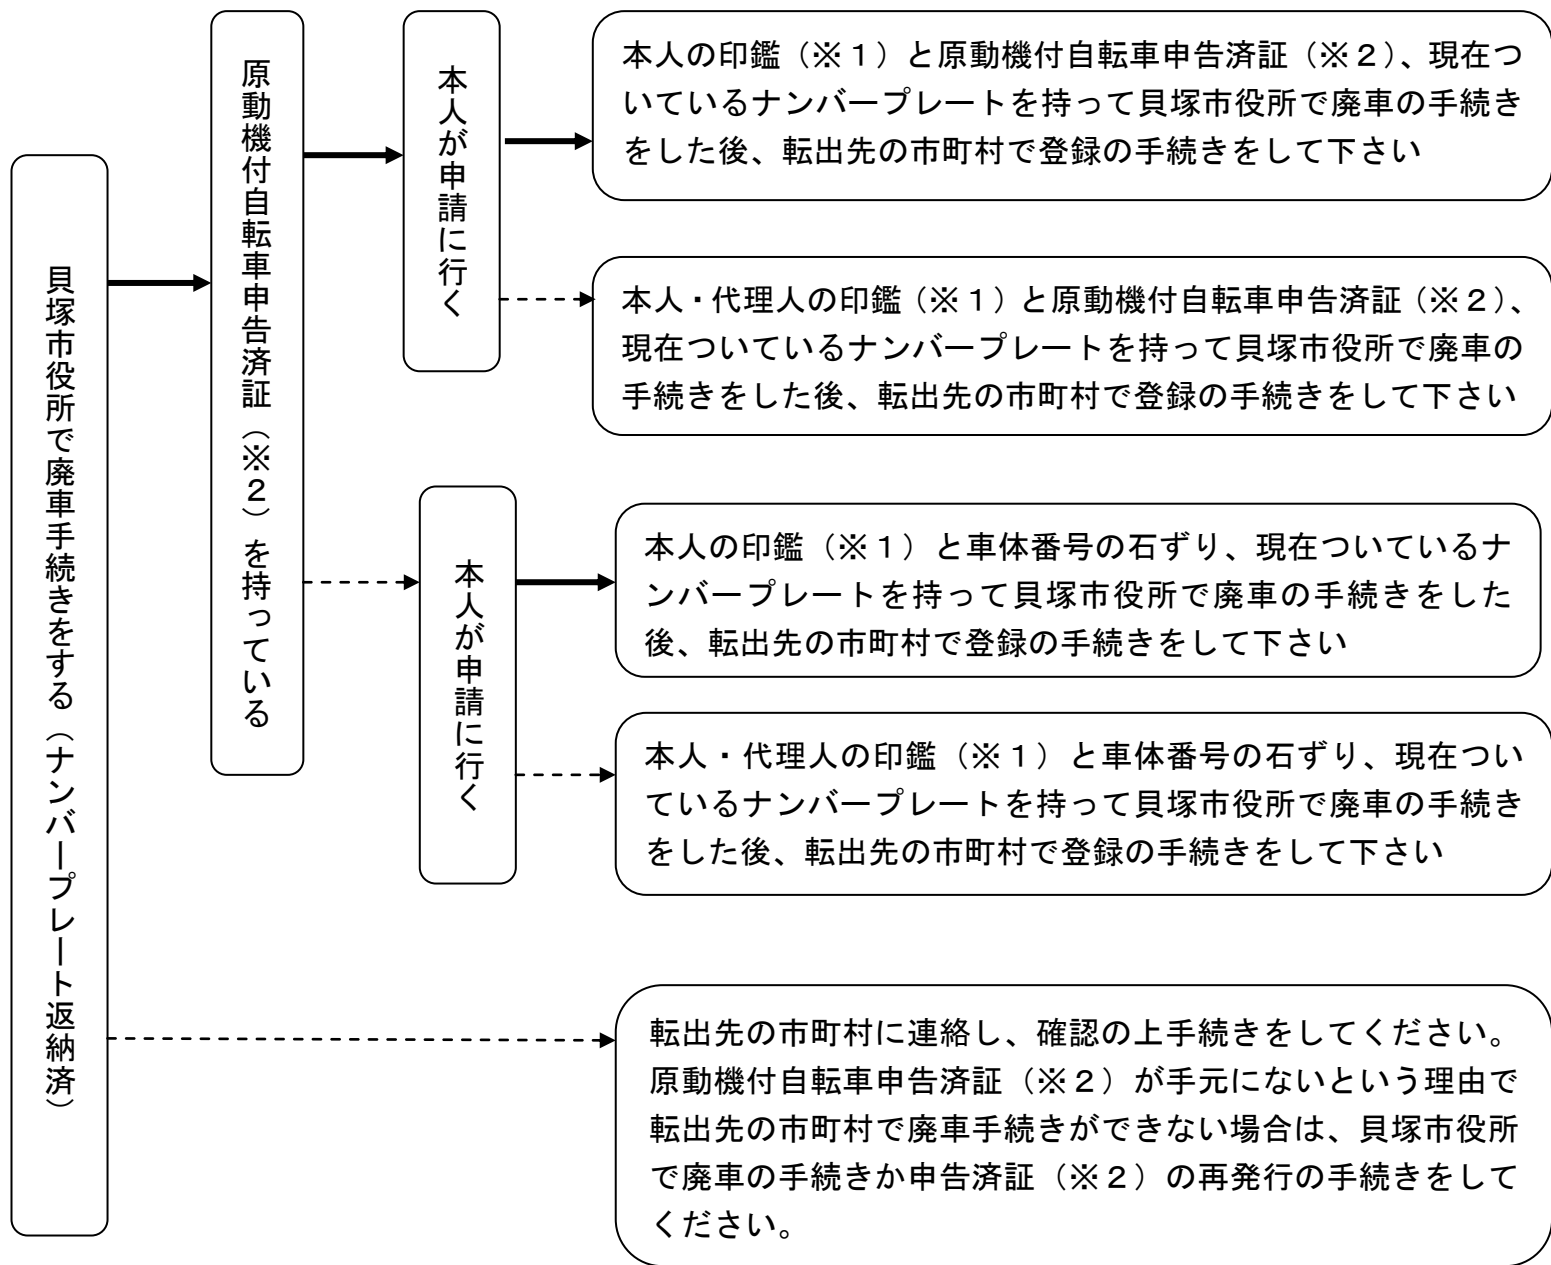 貝塚市役所で廃車手続きをする（ナンバープレート返納済）
原動機付自転車申告済証（※２）を持っている
本人が申請に行く
本人の印鑑（※１）と原動機付自転車申告済証（※２）、現在つ
いているナンバープレートを持って貝塚市役所で廃車の手続き
をした後、転出先の市町村で登録の手続きをして下さい
本人・代理人の印鑑（※１）と原動機付自転車申告済証（※２）、
現在ついているナンバープレートを持って貝塚市役所で廃車の
手続きをした後、転出先の市町村で登録の手続きをして下さい
本人が申請に行く
本人の印鑑（※１）と車体番号の石ずり、現在ついているナ
ンバープレートを持って貝塚市役所で廃車の手続きをした
後、転出先の市町村で登録の手続きをして下さい
本人・代理人の印鑑（※１）と車体番号の石ずり、現在つい
ているナンバープレートを持って貝塚市役所で廃車の手続き
をした後、転出先の市町村で登録の手続きをして下さい
転出先の市町村に連絡し、確認の上手続きをしてください。
原動機付自転車申告済証（※２）が手元にないという理由で
転出先の市町村で廃車手続きができない場合は、貝塚市役所
で廃車の手続きか申告済証（※２）の再発行の手続きをして
ください。